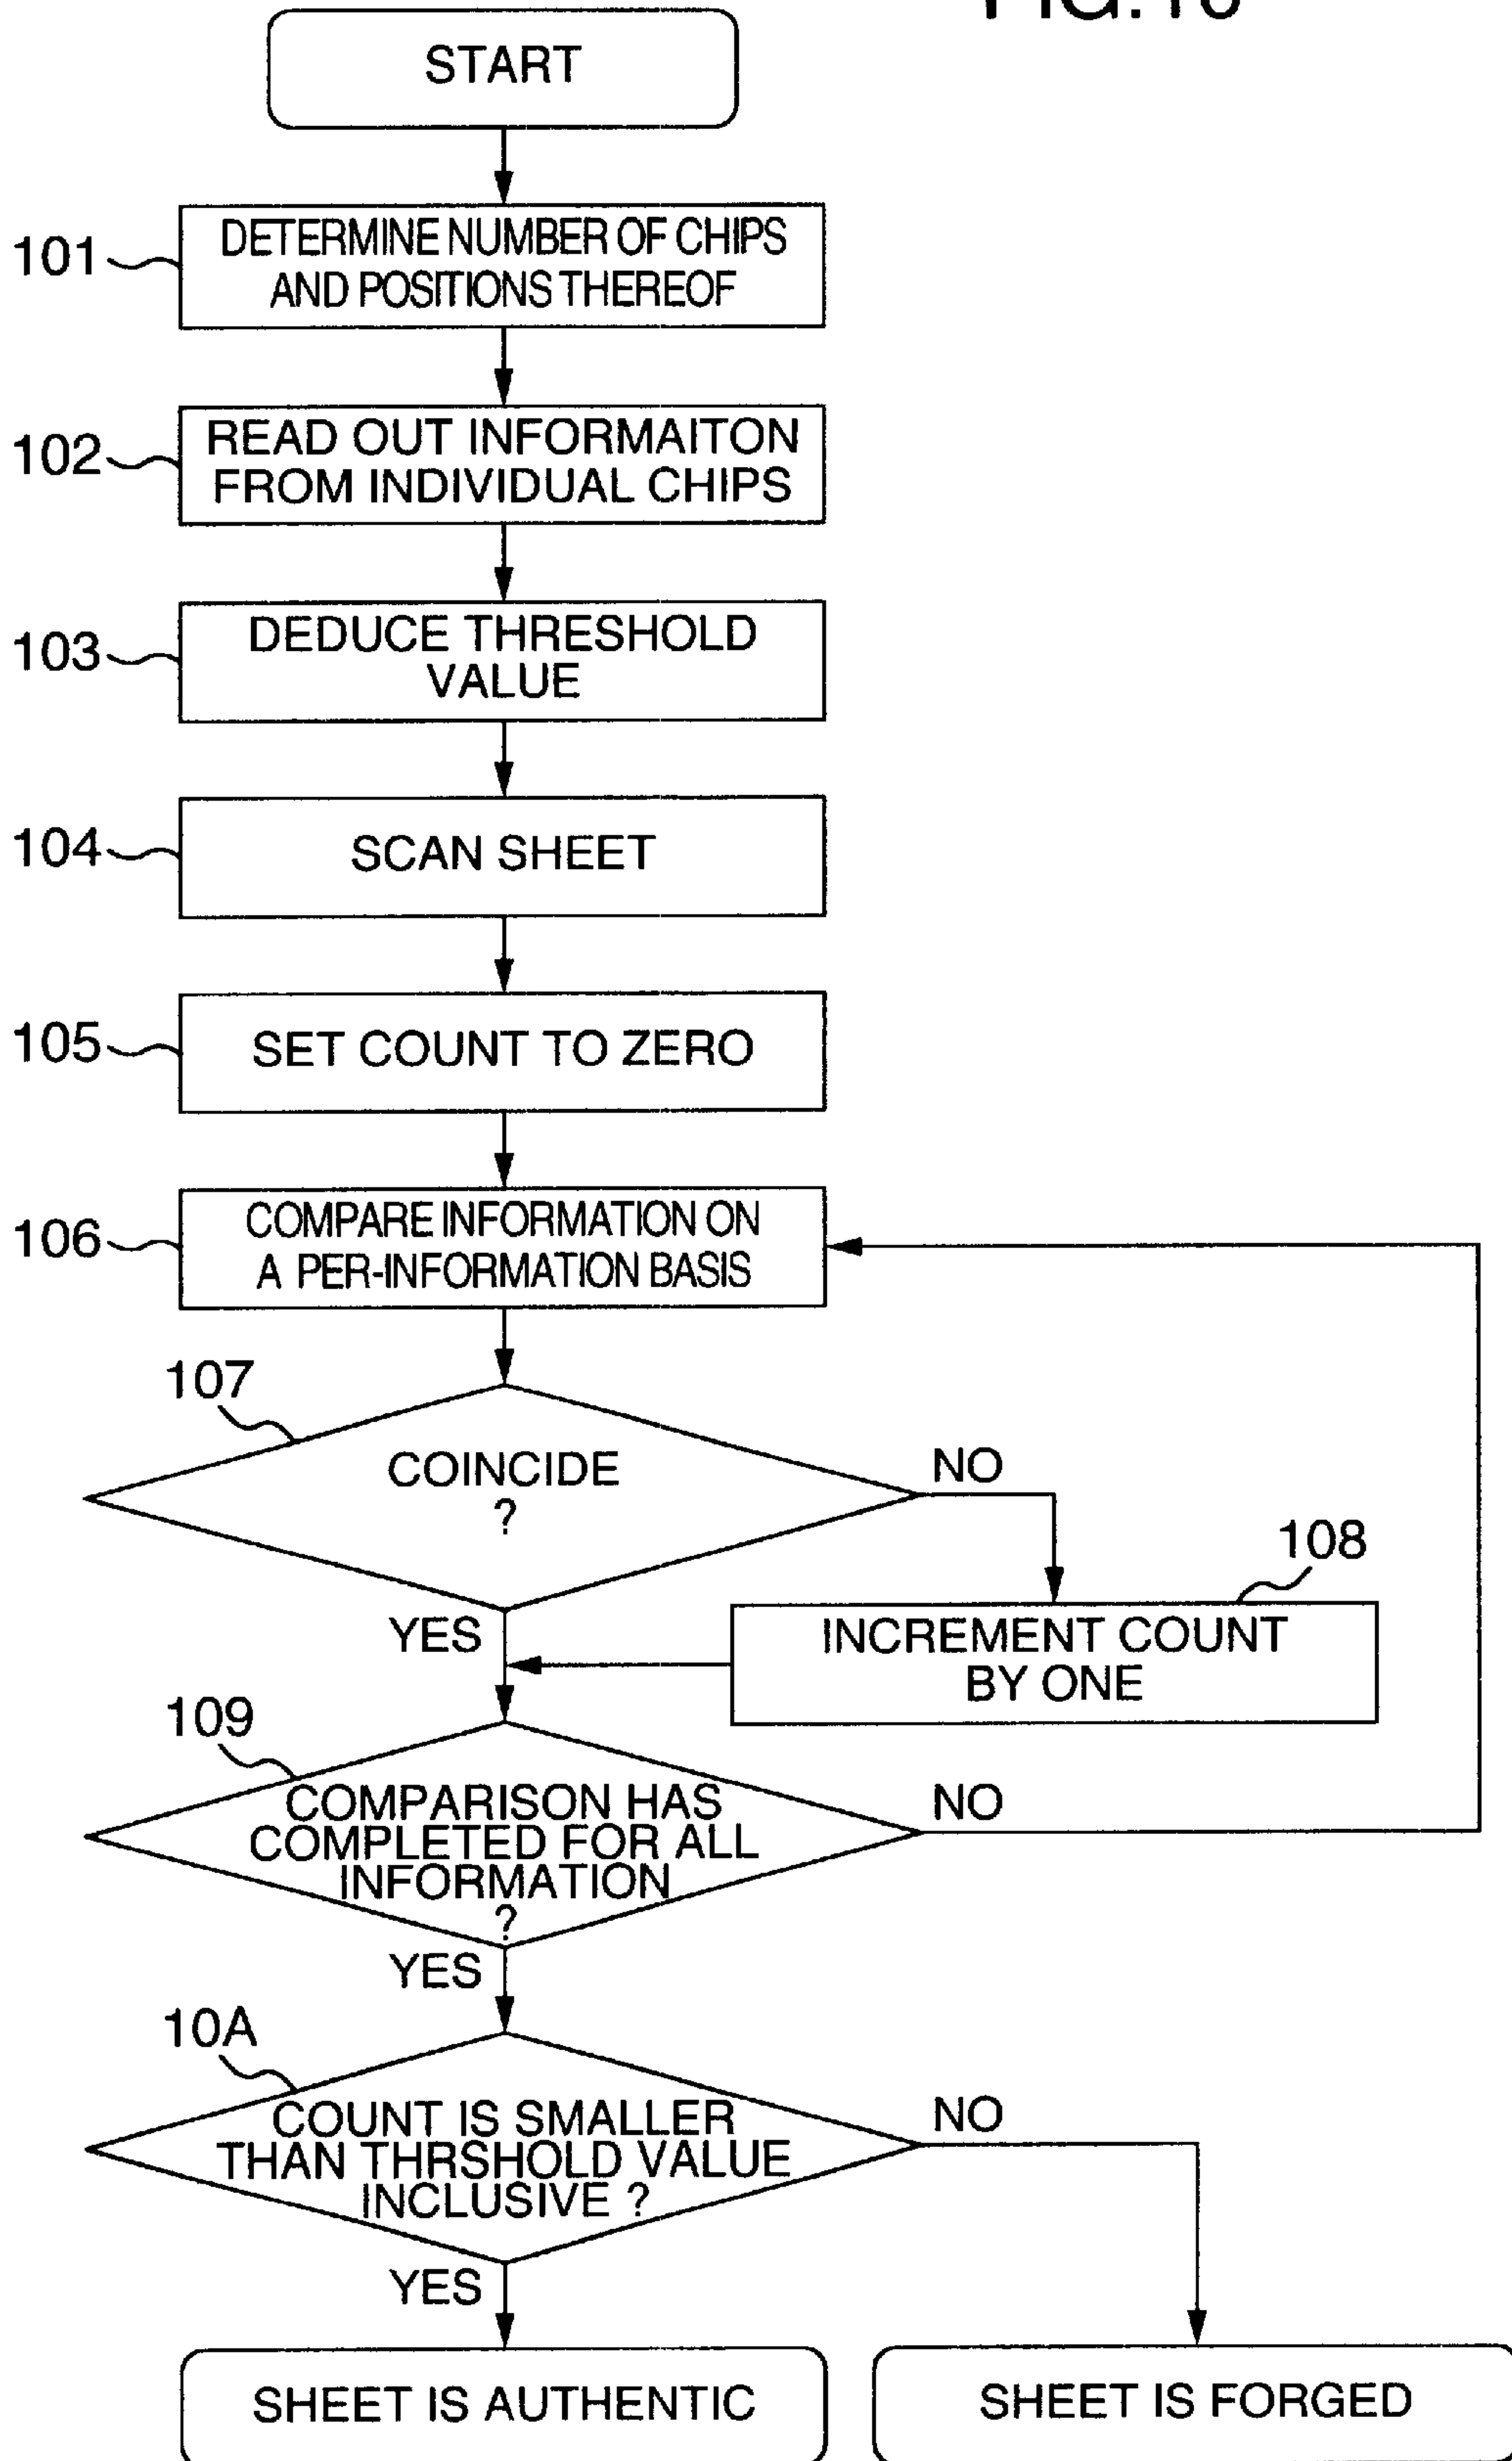 START
101
DETERMINE NUMBER OF CHIPS
AND POSITIONS THEREOF
102
READ OUT INFORMAITON
FROM INDIVIDUAL CHIPS
103
DEDUCE THRESHOLD
VALUE
104
SCAN SHEET
105
SET COUNT TO ZERO
106
COMPARE INFORMATION ON
A PER-INFORMATION BASIS
107
COINCIDE
?
NO
108
INCREMENT COUNT
BY ONE
YES
109
COMPARISON HAS
COMPLETED FOR ALL
INFORMATION
?
NO
YES
10A
COUNT IS SMALLER
THAN THRSHOLD VALUE
INCLUSIVE ?
NO
YES
SHEET IS AUTHENTIC
SHEET IS FORGED